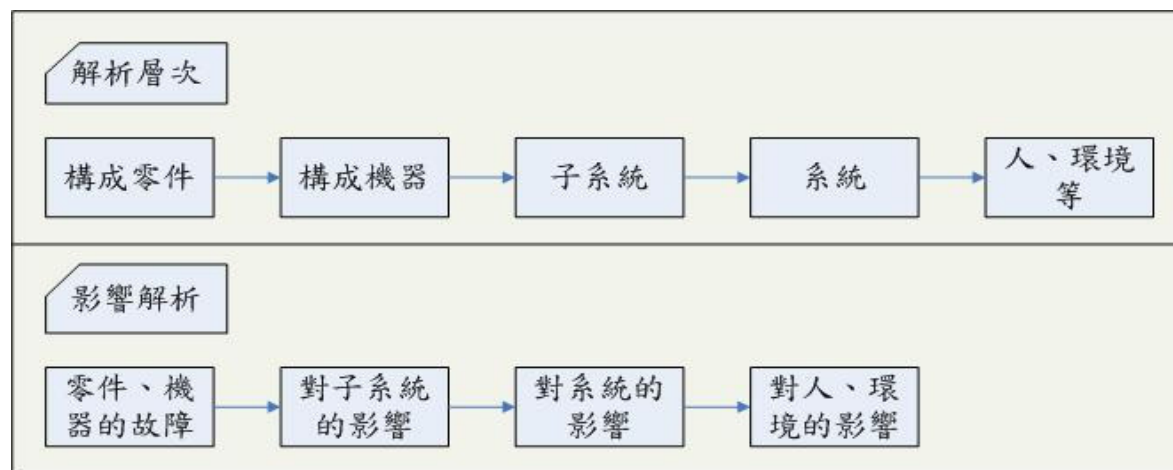 解析層次
構成零件
構成機器
子系統
系統
人、環境
等
影響解析
零件、機
器的故障
對子系統
的影響
對系統的
影響
對人、環
境的影響